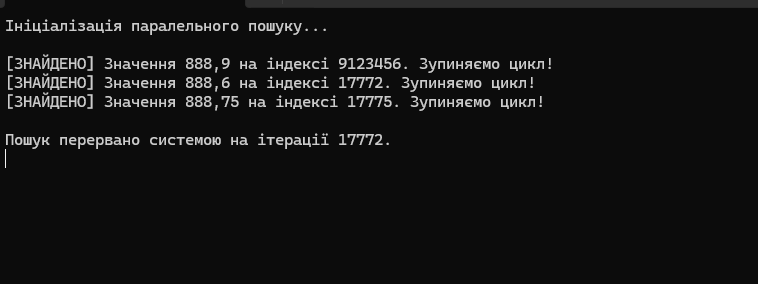 Ініціалізація паралельного пошуку...
[ЗНАЙДЕНО] Значення 888,9 на індексі 9123456. Зупиняємо цикл!
[ЗНАЙДЕНО] Значення 888,6 на індексі 17772. Зупиняємо цикл!
[ЗНАЙДЕНО] Значення 888,75 на індексі 17775. Зупиняємо цикл!
Пошук перервано системою на ітерації 17772.